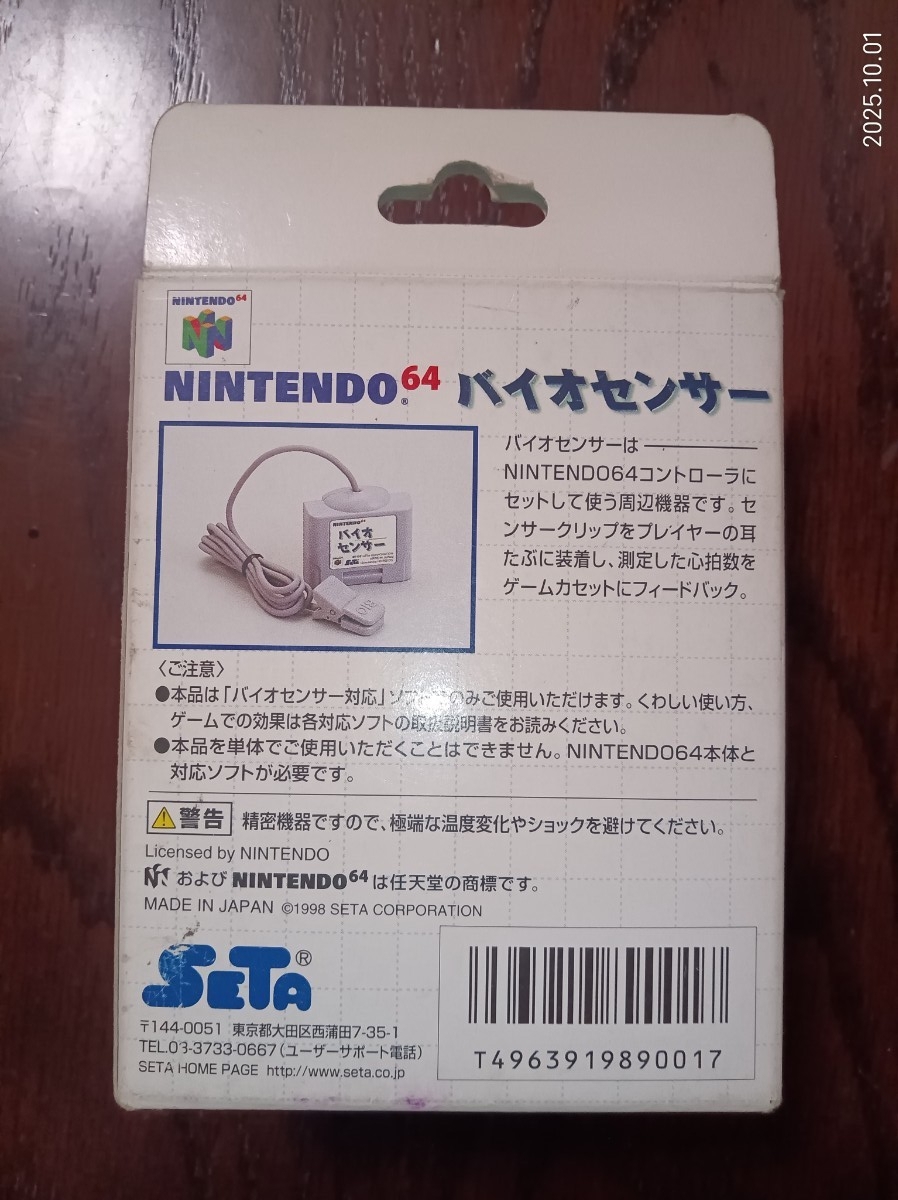 2025.10.01
NINTENDO64
NINTENDO64® バイオセンサー
バイオセンサーは
NINTENDO64コントローラに
セットして使う周辺機器です。セ
ンサークリップをプレイヤーの耳
たぶに装着し、測定した心拍数を
ゲームカセットにフィードバック。
NINTENDO64
バイオ
センサー
SETA
〈ご注意〉
●本品は「バイオセンサー対応」ソフトでのみご使用いただけます。くわしい使い方、
ゲームでの効果は各対応ソフトの取扱説明書をお読みください。
●本品を単体でご使用いただくことはできません。NINTENDO64本体と
対応ソフトが必要です。
警告 精密機器ですので、極端な温度変化やショックを避けてください。
Licensed by NINTENDO
および NINTENDO64 は任天堂の商標です。
MADE IN JAPAN ©1998 SETA CORPORATION
SETA®
〒144-0051 東京都大田区西蒲田7-35-1
TEL.03-3733-0667(ユーザーサポート電話)
SETA HOME PAGE http://www.seta.co.jp
T4963919890017